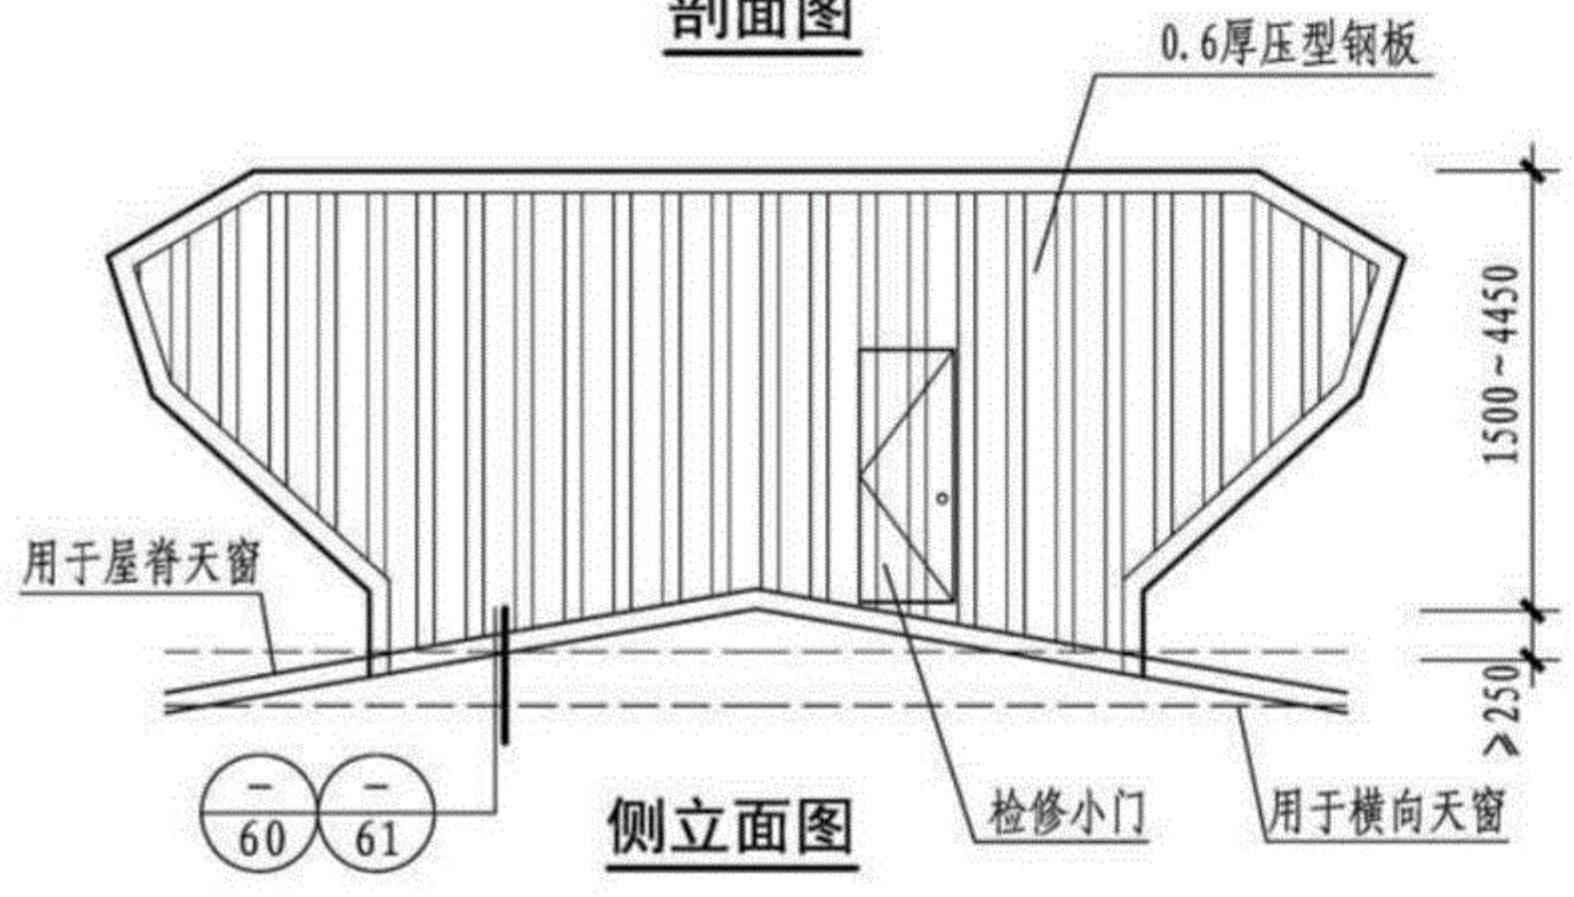 剖面图
0.6厚压型钢板
1500~4450
用于屋脊天窗
≥250
- -
60 61
侧立面图
检修小门
用于横向天窗